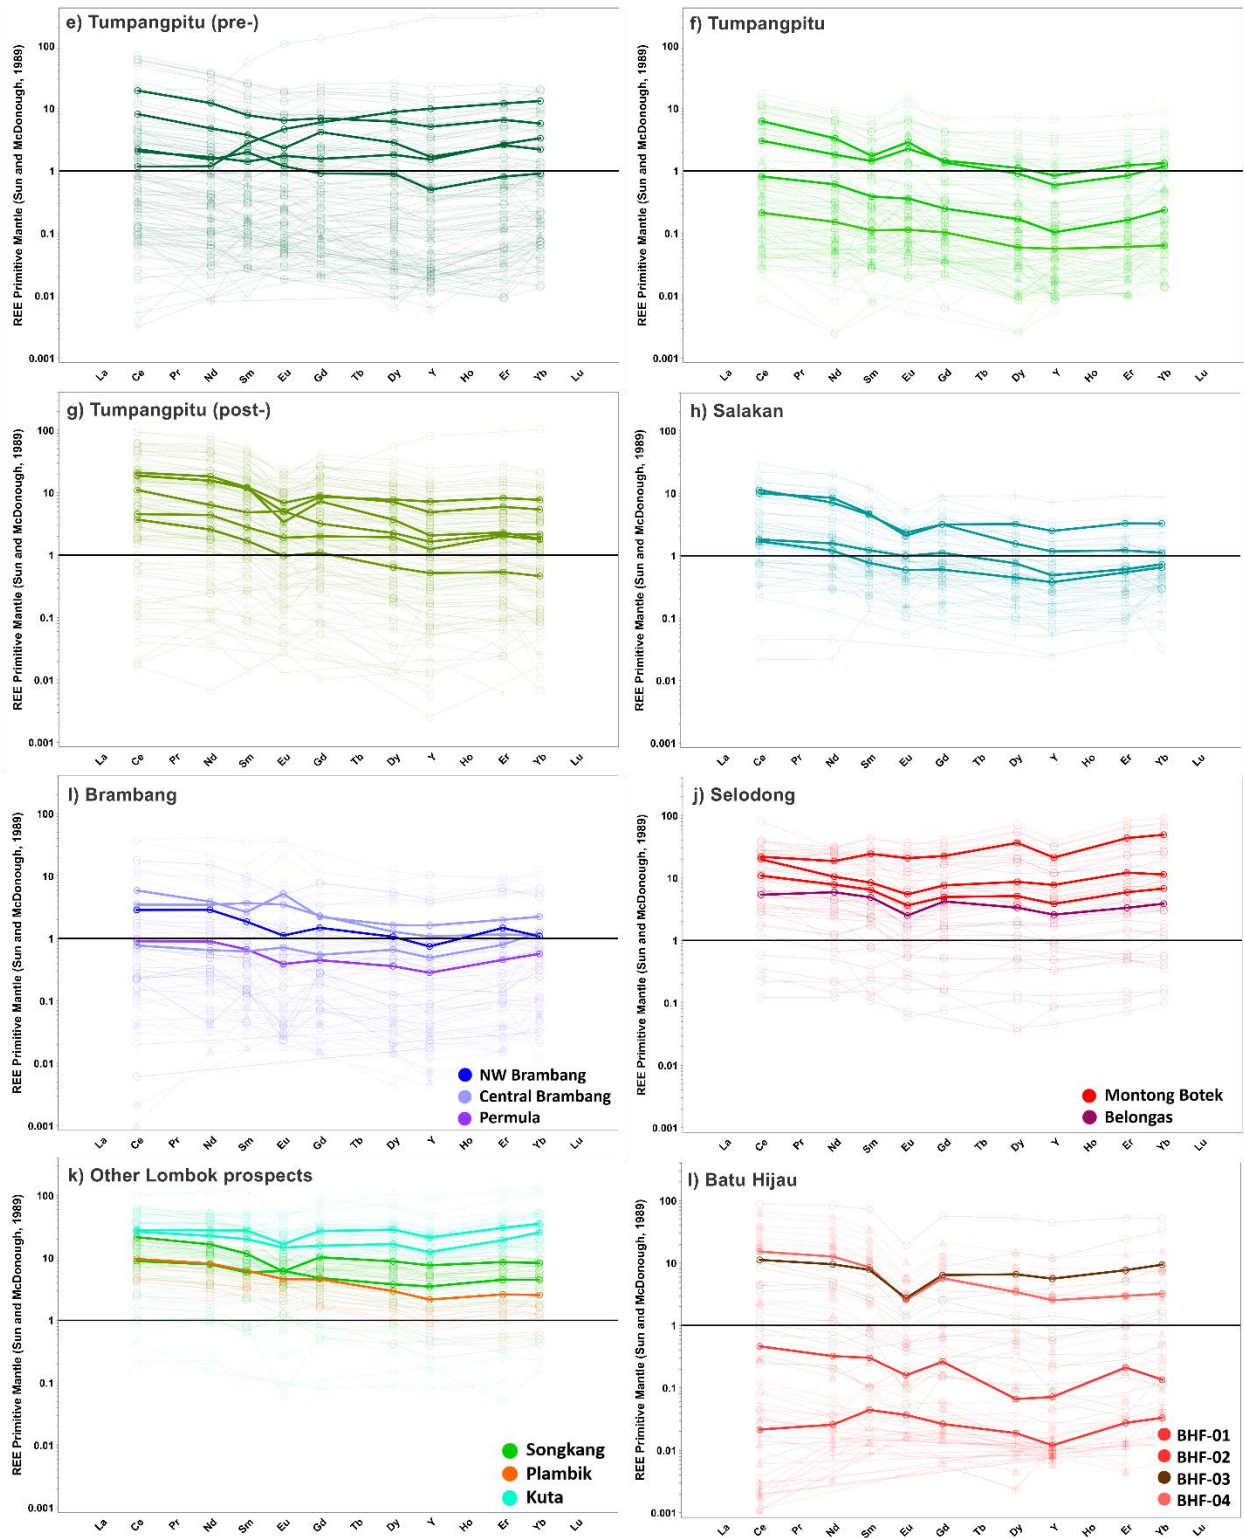 e) Tumpangpitu (pre-)
REE Primitive Mantle (Sun and McDonough, 1989)
100
10
1
0.1
0.01
0.001
La Ce Pr Nd Sm Eu Gd Tb Dy Y Ho Er Yb Lu
f) Tumpangpitu
REE Primitive Mantle (Sun and McDonough, 1989)
100
10
1
0.1
0.01
0.001
La Ce Pr Nd Sm Eu Gd Tb Dy Y Ho Er Yb Lu
g) Tumpangpitu (post-)
REE Primitive Mantle (Sun and McDonough, 1989)
100
10
1
0.1
0.01
0.001
La Ce Pr Nd Sm Eu Gd Tb Dy Y Ho Er Yb Lu
h) Salakan
REE Primitive Mantle (Sun and McDonough, 1989)
100
10
1
0.1
0.01
0.001
La Ce Pr Nd Sm Eu Gd Tb Dy Y Ho Er Yb Lu
I) Brambang
REE Primitive Mantle (Sun and McDonough, 1989)
100
10
1
0.1
0.01
0.001
NW Brambang
Central Brambang
Permula
La Ce Pr Nd Sm Eu Gd Tb Dy Y Ho Er Yb Lu
j) Selodong
REE Primitive Mantle (Sun and McDonough, 1989)
100
10
1
0.1
0.01
0.001
Montong Botek
Belongas
La Ce Pr Nd Sm Eu Gd Tb Dy Y Ho Er Yb Lu
k) Other Lombok prospects
REE Primitive Mantle (Sun and McDonough, 1989)
100
10
1
0.1
0.01
0.001
Songkang
Plambik
Kuta
La Ce Pr Nd Sm Eu Gd Tb Dy Y Ho Er Yb Lu
l) Batu Hijau
REE Primitive Mantle (Sun and McDonough, 1989)
100
10
1
0.1
0.01
0.001
BHF-01
BHF-02
BHF-03
BHF-04
La Ce Pr Nd Sm Eu Gd Tb Dy Y Ho Er Yb Lu